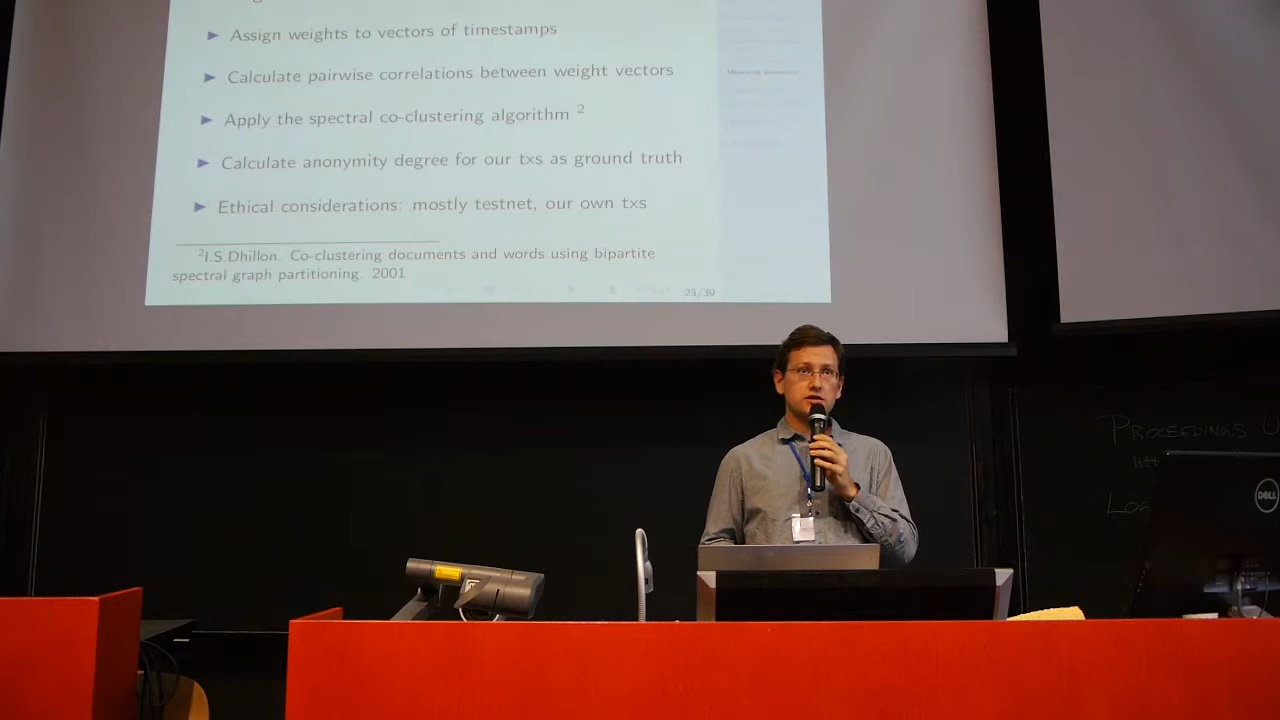 ▶ Assign weights to vectors of timestamps
▶ Calculate pairwise correlations between weight vectors
▶ Apply the spectral co-clustering algorithm ²
▶ Calculate anonymity degree for our txs as ground truth
▶ Ethical considerations: mostly testnet, our own txs
²I.S.Dhillon. Co-clustering documents and words using bipartite
spectral graph partitioning. 2001
23/39
PROCEEDINGS
DELL